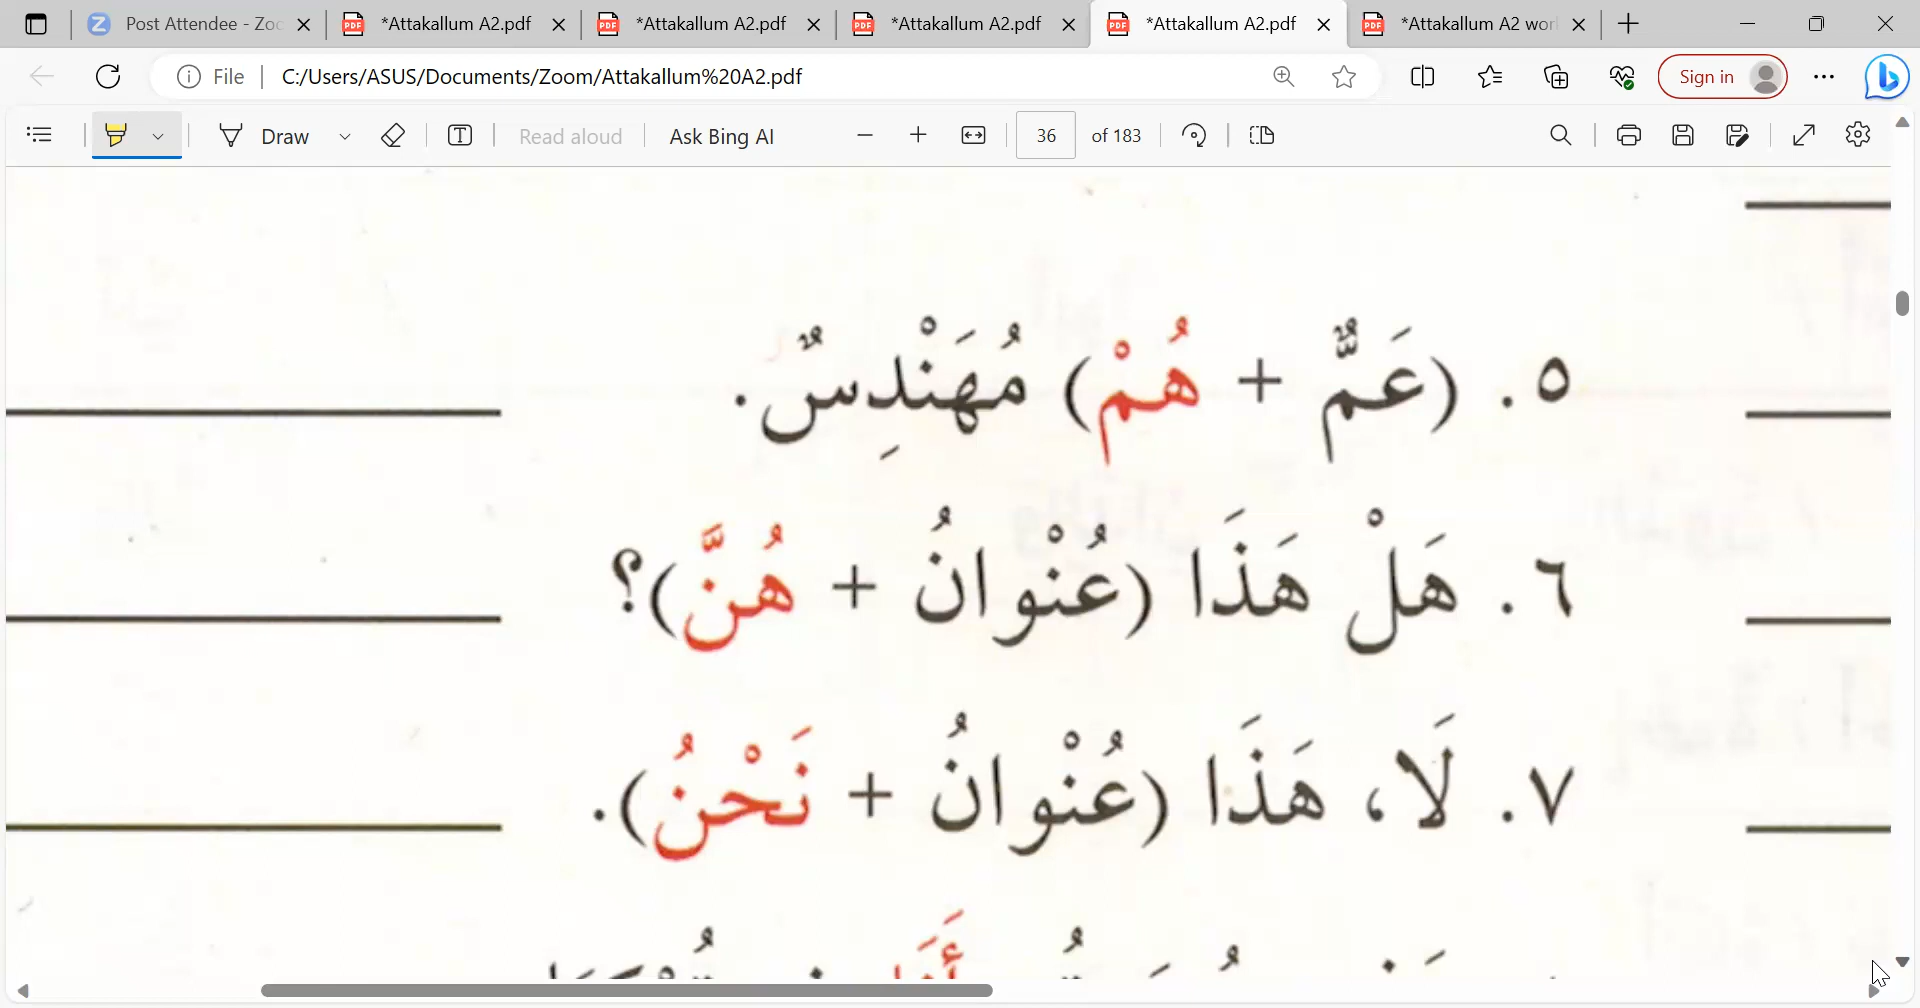 Post Attendee - Zoo
*Attakallum A2.pdf
*Attakallum A2.pdf
*Attakallum A2.pdf
*Attakallum A2.pdf
*Attakallum A2 wor
File
C:/Users/ASUS/Documents/Zoom/Attakallum%20A2.pdf
Sign in
Draw
Read aloud
Ask Bing AI
36 of 183
٥. (عَمٌّ + هُمْ) مُهَنْدِسٌ.
٦. هَلْ هَذَا (عُنْوانُ + هُنَّ)؟
٧. لَا، هَذَا (عُنْوانُ + نَحْنُ).